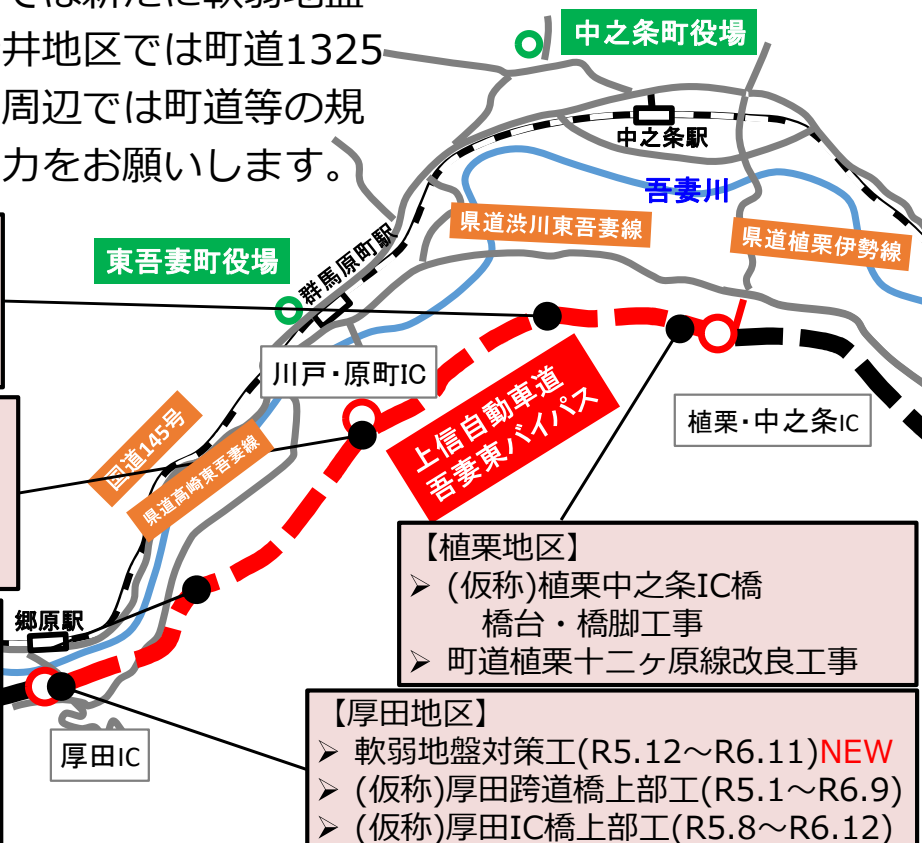 では新たに軟弱地盤
井地区では町道1325
周辺では町道等の規
力をお願いします。
中之条町役場
中之条駅
吾妻川
県道渋川東吾妻線
県道植栗伊勢線
東吾妻町役場
群馬原町駅
川戸・原町IC
植栗・中之条IC
上信自動車道
吾妻東バイパス
国道145号
県道高崎東吾妻線
郷原駅
厚田IC
【植栗地区】
➢ (仮称)植栗中之条IC橋
橋台・橋脚工事
➢ 町道植栗十二ヶ原線改良工事
【厚田地区】
➢ 軟弱地盤対策工(R5.12～R6.11)NEW
➢ (仮称)厚田跨道橋上部工(R5.1～R6.9)
➢ (仮称)厚田IC橋上部工(R5.8～R6.12)